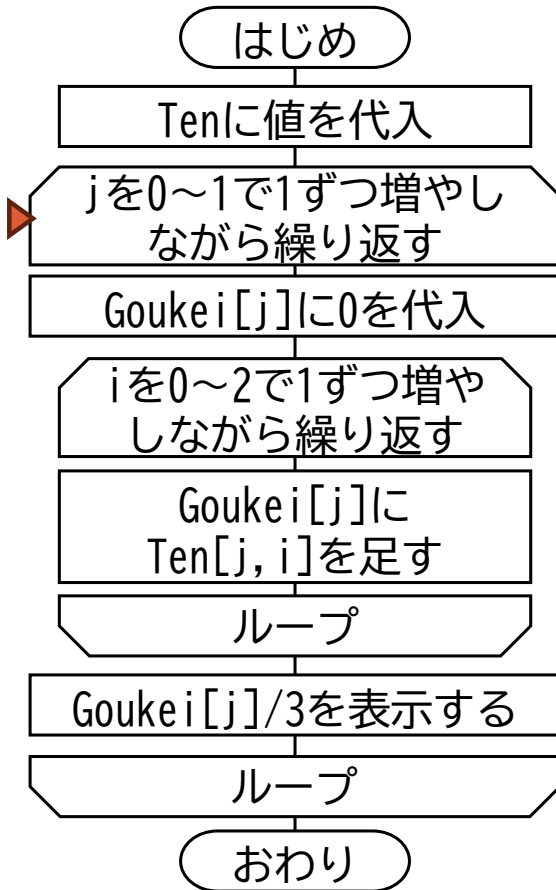 はじめ
Tenに値を代入
jを0～1で1ずつ増やし
ながら繰り返す
Goukei[j]に0を代入
iを0～2で1ずつ増や
しながら繰り返す
Goukei[j]に
Ten[j,i]を足す
ループ
Goukei[j]/3を表示する
ループ
おわり